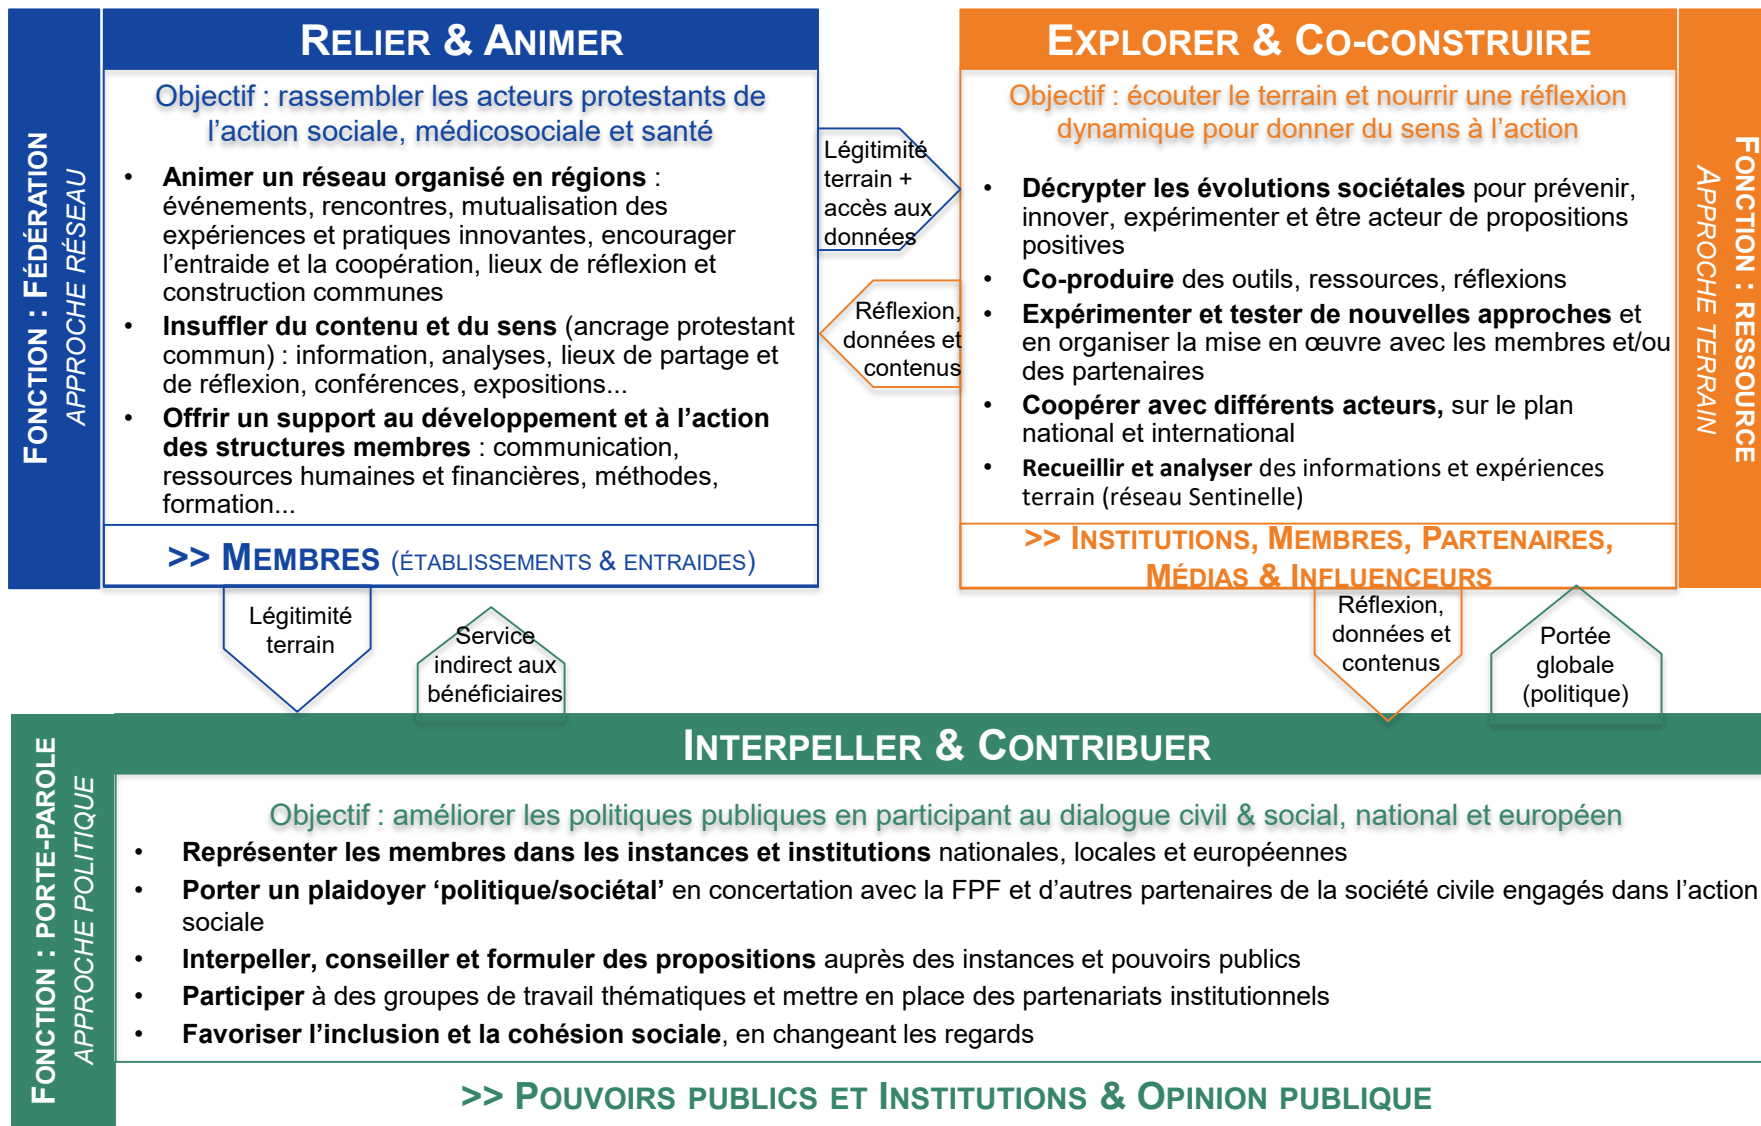 FONCTION : FÉDÉRATION
APPROCHE RÉSEAU
RELIER & ANIMER
Objectif : rassembler les acteurs protestants de
l’action sociale, médicosociale et santé
• Animer un réseau organisé en régions :
événements, rencontres, mutualisation des
expériences et pratiques innovantes, encourager
l’entraide et la coopération, lieux de réflexion et
construction communes
• Insuffler du contenu et du sens (ancrage protestant
commun) : information, analyses, lieux de partage et
de réflexion, conférences, expositions...
• Offrir un support au développement et à l’action
des structures membres : communication,
ressources humaines et financières, méthodes,
formation...
>> MEMBRES (ÉTABLISSEMENTS & ENTRAIDES)
Légitimité
terrain +
accès aux
données
Réflexion,
données et
contenus
EXPLORER & CO-CONSTRUIRE
Objectif : écouter le terrain et nourrir une réflexion
dynamique pour donner du sens à l’action
• Décrypter les évolutions sociétales pour prévenir,
innover, expérimenter et être acteur de propositions
positives
• Co-produire des outils, ressources, réflexions
• Expérimenter et tester de nouvelles approches et
en organiser la mise en œuvre avec les membres et/ou
des partenaires
• Coopérer avec différents acteurs, sur le plan
national et international
• Recueillir et analyser des informations et expériences
terrain (réseau Sentinelle)
>> INSTITUTIONS, MEMBRES, PARTENAIRES,
MÉDIAS & INFLUENCEURS
FONCTION : RESSOURCE
APPROCHE TERRAIN
Légitimité
terrain
Service
indirect aux
bénéficiaires
Réflexion,
données et
contenus
Portée
globale
(politique)
FONCTION : PORTE-PAROLE
APPROCHE POLITIQUE
INTERPELLER & CONTRIBUER
Objectif : améliorer les politiques publiques en participant au dialogue civil & social, national et européen
• Représenter les membres dans les instances et institutions nationales, locales et européennes
• Porter un plaidoyer ‘politique/sociétal’ en concertation avec la FPF et d’autres partenaires de la société civile engagés dans l’action
sociale
• Interpeller, conseiller et formuler des propositions auprès des instances et pouvoirs publics
• Participer à des groupes de travail thématiques et mettre en place des partenariats institutionnels
• Favoriser l’inclusion et la cohésion sociale, en changeant les regards
>> POUVOIRS PUBLICS ET INSTITUTIONS & OPINION PUBLIQUE